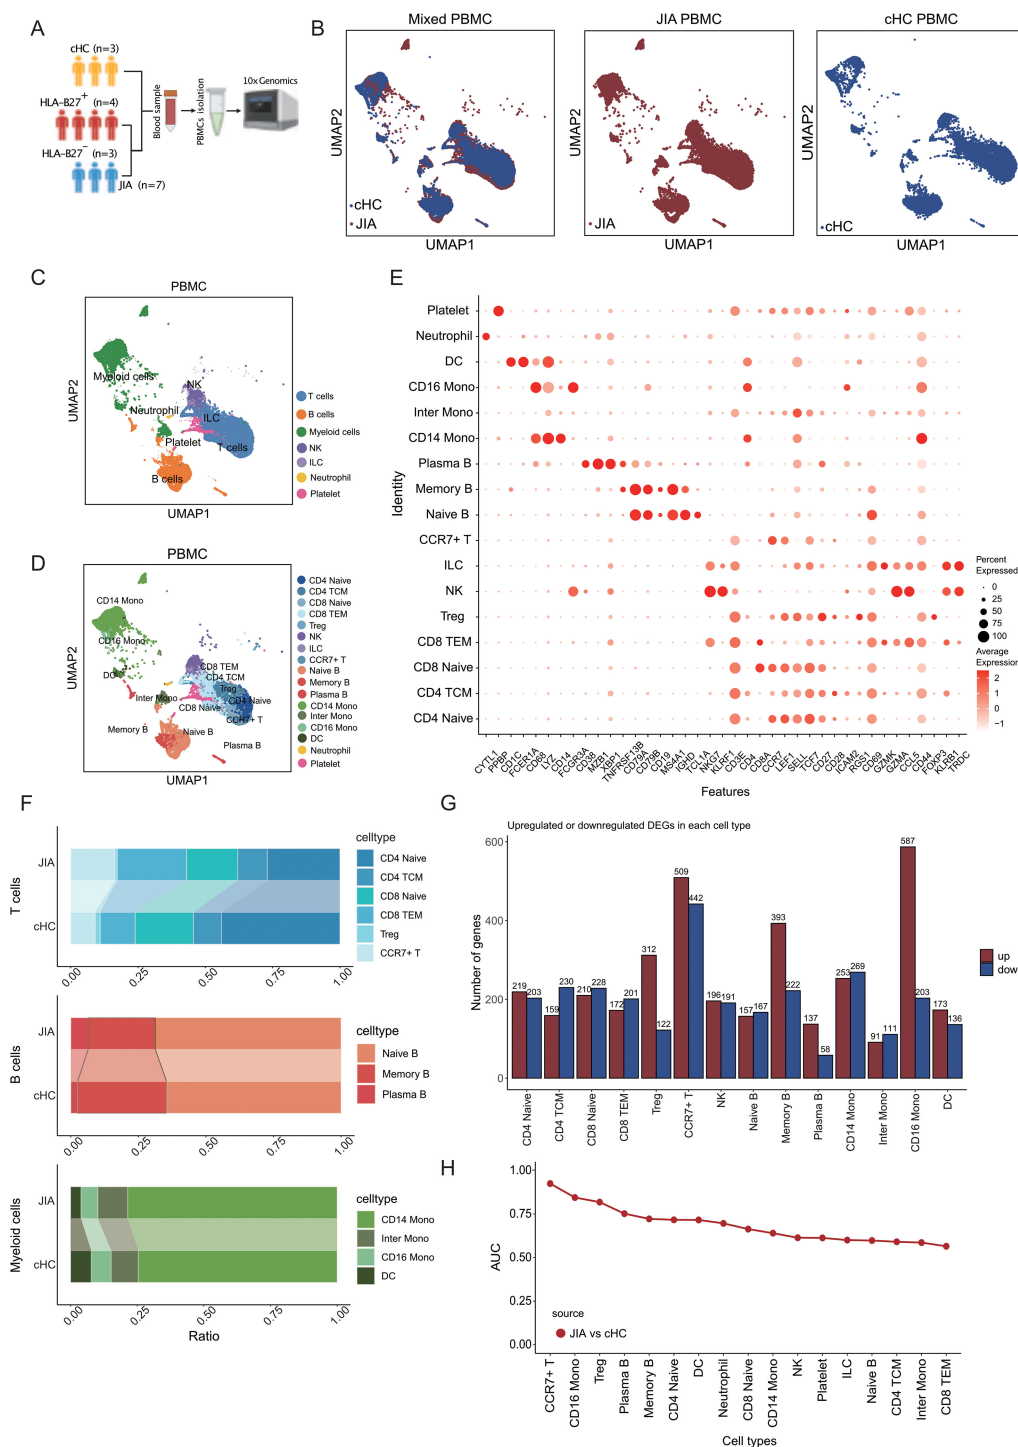 A
cHC (n=3)
HLA-B27+ (n=4)
HLA-B27- (n=3)
JIA (n=7)
Blood sample
PBMCs isolation
10x Genomics
B
Mixed PBMC
JIA PBMC
cHC PBMC
UMAP2
UMAP2
UMAP2
cHC
JIA
JIA
cHC
UMAP1
UMAP1
UMAP1
C
PBMC
Myeloid cells
NK
Neutrophil
ILC
Platelet
T cells
B cells
UMAP2
UMAP1
T cells
B cells
Myeloid cells
NK
ILC
Neutrophil
Platelet
D
PBMC
CD14 Mono
CD16 Mono
DC
Inter Mono
Memory B
Naive B
Plasma B
CD8 TEM
CD4 TCM
Treg
CD4 Naive
CD8 Naive
CCR7+ T
UMAP2
UMAP1
CD4 Naive
CD4 TCM
CD8 Naive
CD8 TEM
Treg
NK
ILC
CCR7+ T
Naive B
Memory B
Plasma B
CD14 Mono
Inter Mono
CD16 Mono
DC
Neutrophil
Platelet
E
Identity
Platelet
Neutrophil
DC
CD16 Mono
Inter Mono
CD14 Mono
Plasma B
Memory B
Naive B
CCR7+ T
ILC
NK
Treg
CD8 TEM
CD8 Naive
CD4 TCM
CD4 Naive
CYTL1
PPBP
CD1C
FCER1A
CD68
LYZ
CD14
FCGR3A
CD38
MZB1
XBP1
TNFRSF13B
CD79A
CD79B
CD19
MS4A1
IGHD
TCL1A
NKG7
KLRF1
CD3E
CD4
CD8A
CCR7
LEF1
SELL
TCF7
CD27
CD28
ICAM2
RGS1
CD69
GZMK
GZMA
CCL5
CD44
FOXP3
KLRB1
TRDC
Features
Percent
Expressed
0
25
50
75
100
Average
Expression
2
1
0
−1
F
T cells
JIA
cHC
0.00
0.25
0.50
0.75
1.00
celltype
CD4 Naive
CD4 TCM
CD8 Naive
CD8 TEM
Treg
CCR7+ T
B cells
JIA
cHC
0.00
0.25
0.50
0.75
1.00
celltype
Naive B
Memory B
Plasma B
Myeloid cells
JIA
cHC
0.00
0.25
0.50
0.75
1.00
Ratio
celltype
CD14 Mono
Inter Mono
CD16 Mono
DC
G
Upregulated or downregulated DEGs in each cell type
Number of genes
600
400
200
0
219
203
159
230
210
228
172
201
312
122
509
442
196
191
157
167
393
222
137
58
253
269
91
111
587
203
173
136
CD4 Naive
CD4 TCM
CD8 Naive
CD8 TEM
Treg
CCR7+ T
NK
Naive B
Memory B
Plasma B
CD14 Mono
Inter Mono
CD16 Mono
DC
up
down
H
AUC
1.00
0.75
0.50
0.25
0.00
source
JIA vs cHC
CCR7+ T
CD16 Mono
Treg
Plasma B
Memory B
CD4 Naive
DC
Neutrophil
CD8 Naive
CD14 Mono
NK
Platelet
ILC
Naive B
CD4 TCM
Inter Mono
CD8 TEM
Cell types